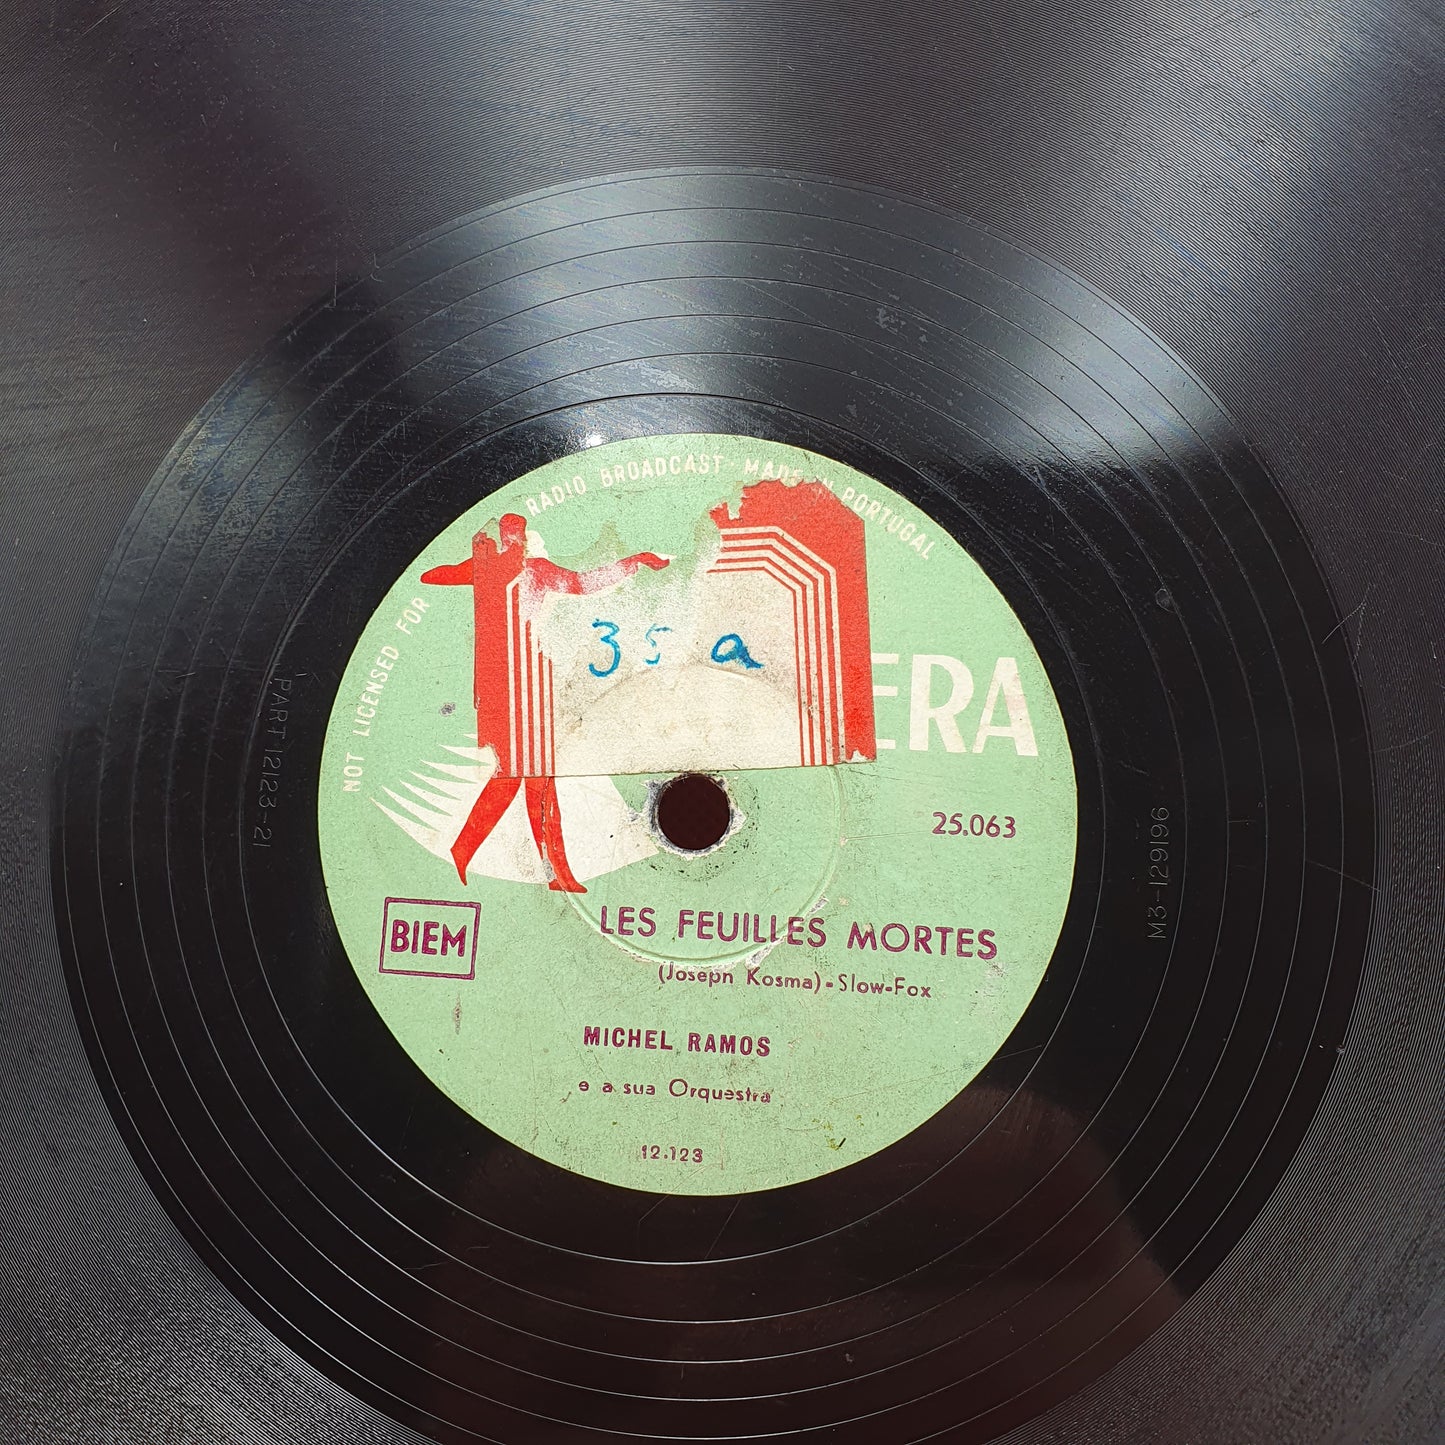 NOT LICENSED FOR RADIO BROADCAST · MADE IN PORTUGAL
35 a
ERA
25.063
BIEM
LES FEUILLES MORTES
(Joseph Kosma)-Slow-Fox
MICHEL RAMOS
e a sua Orquestra
12.123
PART 12123-21
M3-129196